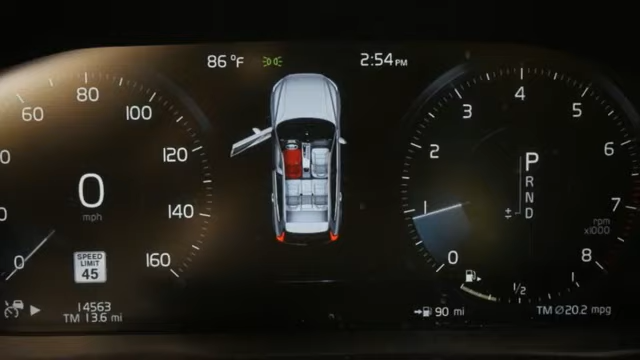 86 °F
2:54 PM
60
80
100
120
140
160
0
0
mph
SPEED
LIMIT
45
14563
TM 13.6 mi
0
1
2
3
4
5
6
7
8
rpm
x1000
P
R
N
D
±
1/2
90 mi
TM Ø20.2 mpg